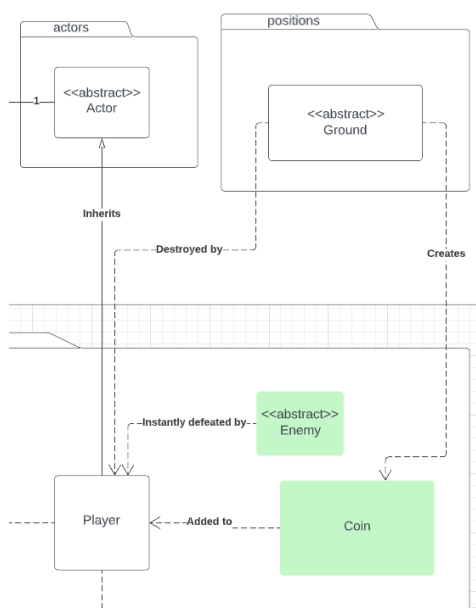 actors
positions
<<abstract>>
Actor
1
<<abstract>>
Ground
Inherits
Destroyed by
Creates
Instantly defeated by
<<abstract>>
Enemy
Player
Added to
Coin